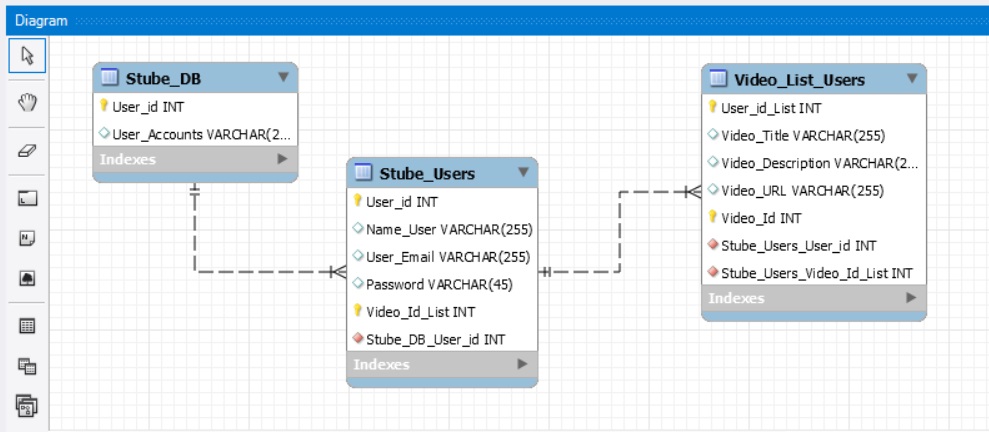 Diagram
Stube_DB
User_id INT
User_Accounts VARCHAR(2...
Indexes
Stube_Users
User_id INT
Name_User VARCHAR(255)
User_Email VARCHAR(255)
Password VARCHAR(45)
Video_Id_List INT
Stube_DB_User_id INT
Indexes
Video_List_Users
User_id_List INT
Video_Title VARCHAR(255)
Video_Description VARCHAR(2...
Video_URL VARCHAR(255)
Video_Id INT
Stube_Users_User_id INT
Stube_Users_Video_Id_List INT
Indexes